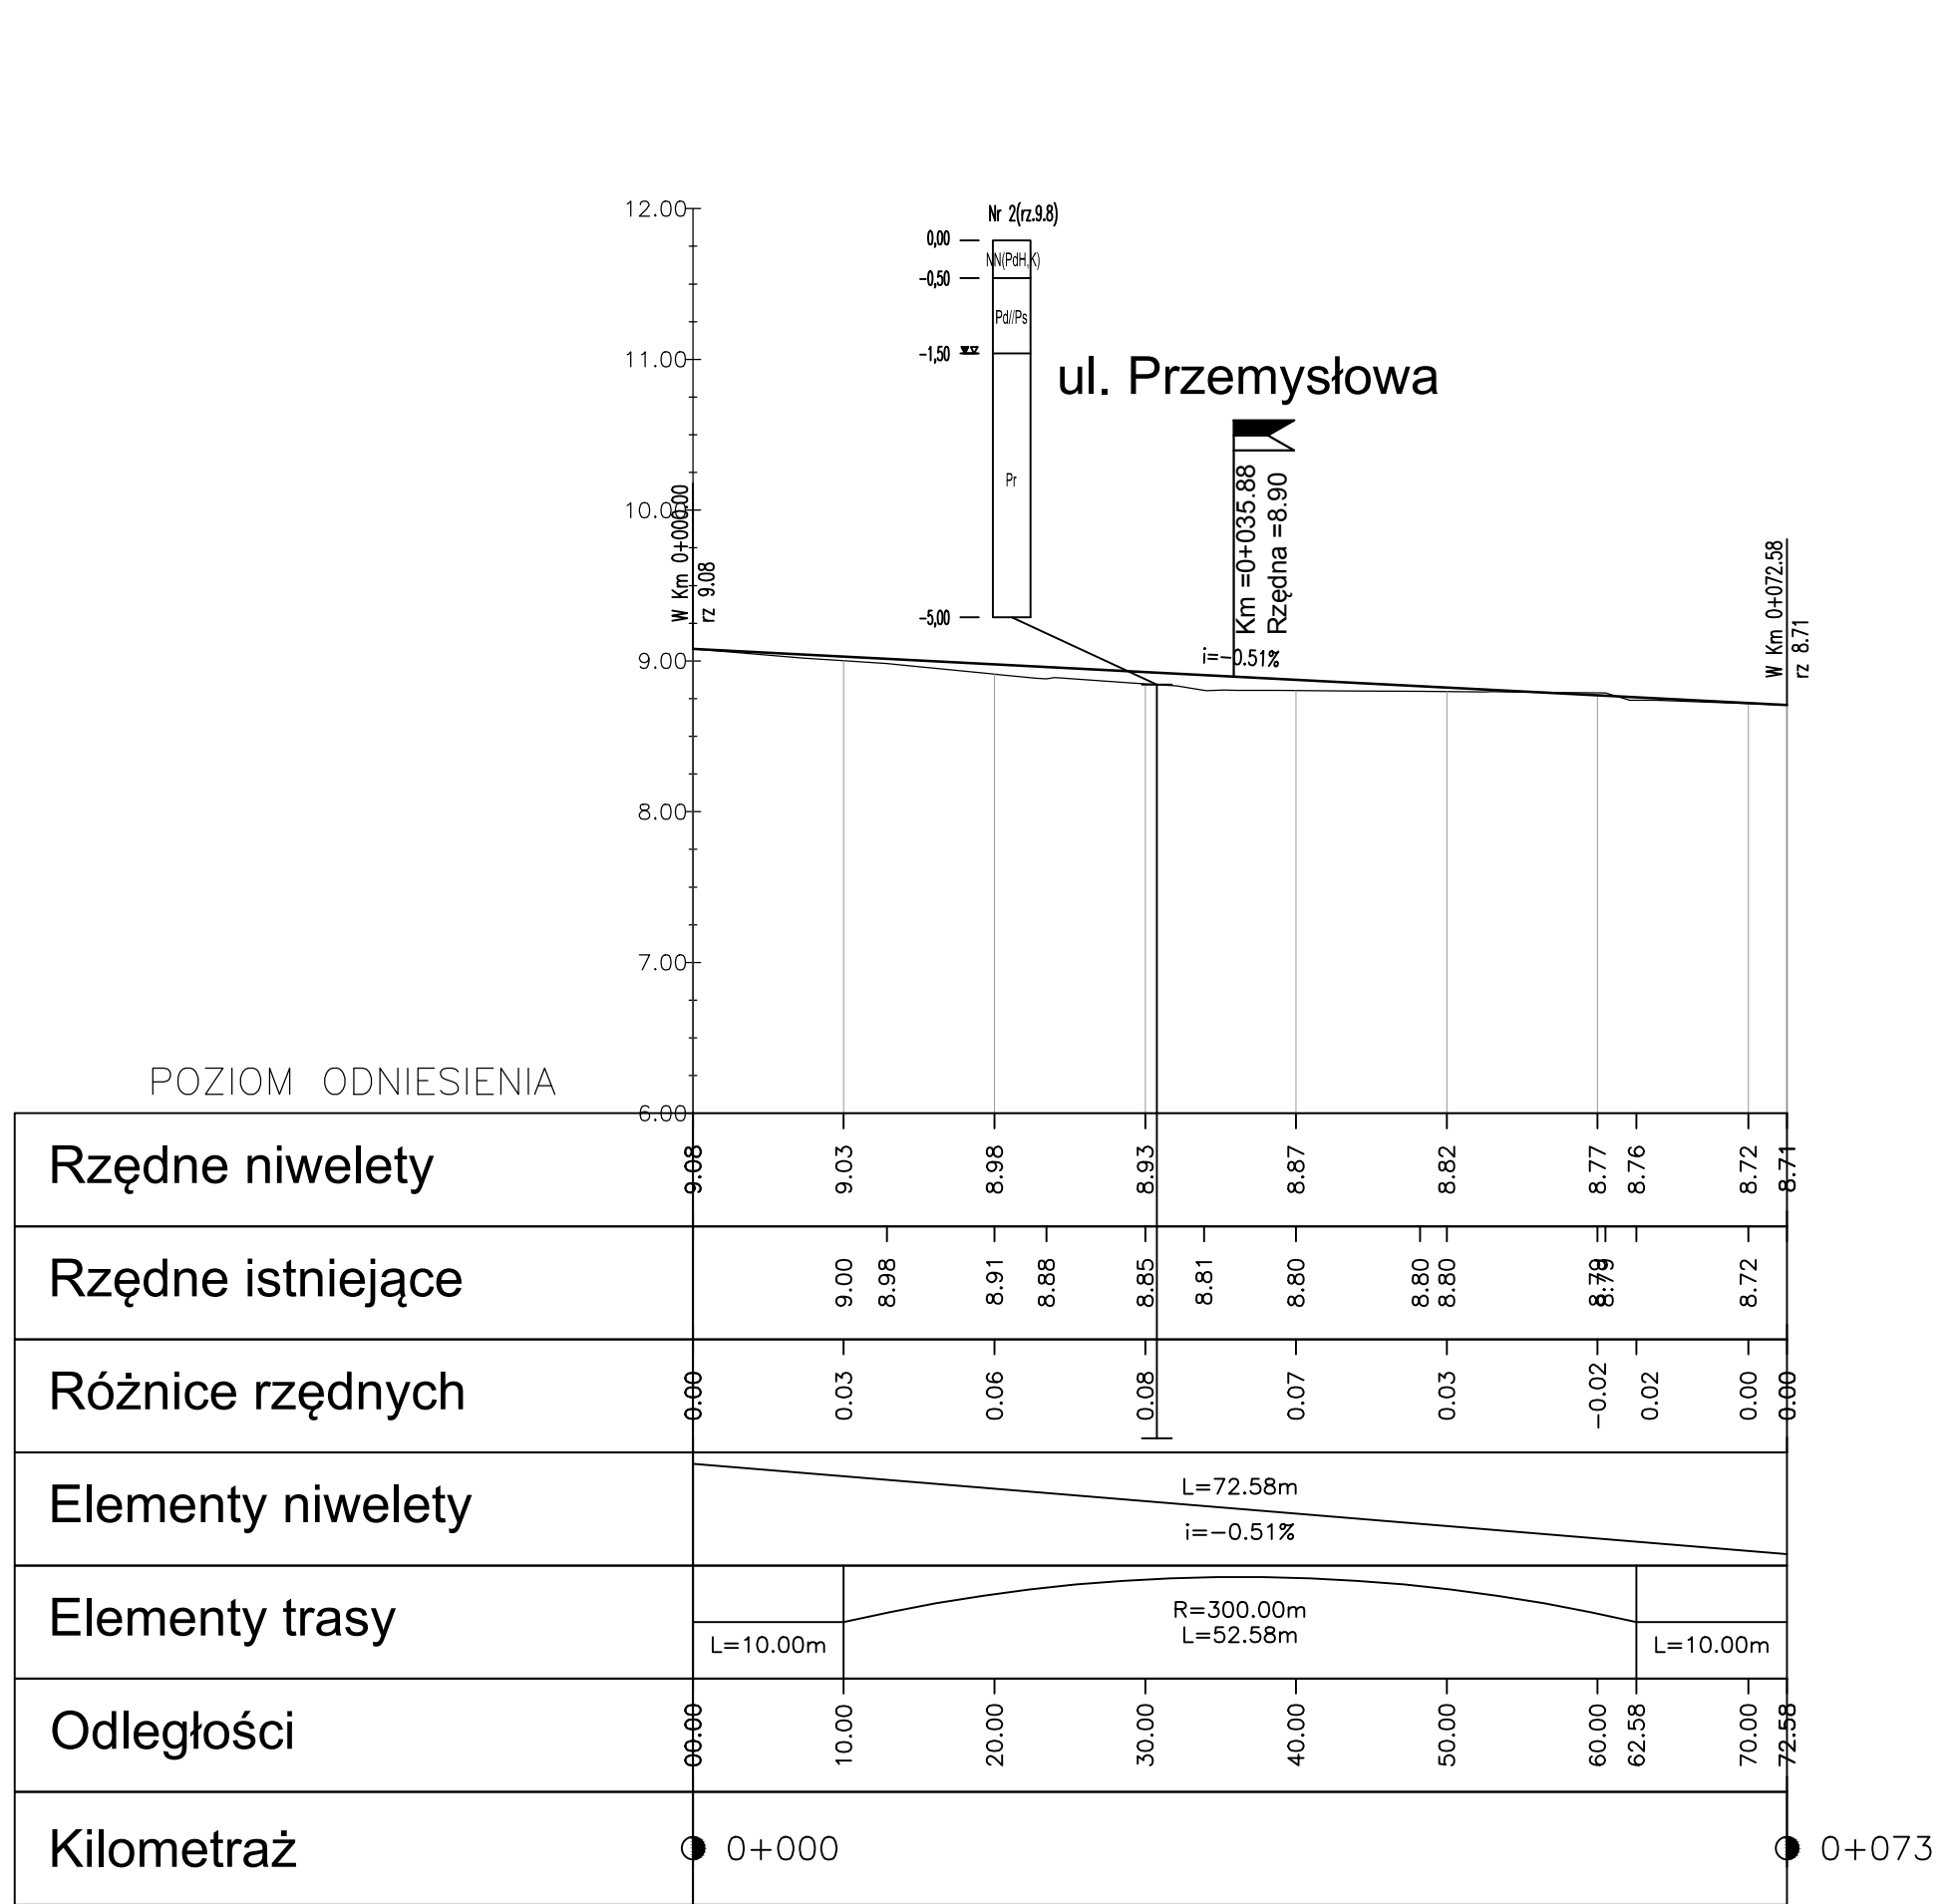 12.00
Nr 2(rz.9.8)
0,00
NN(PdH,K)
-0,50
Pd//Ps
-1,50
11.00
ul. Przemysłowa
Pr
10.00
W Km 0+000.00
rz 9.08
Km =0+035.88
Rzędna =8.90
W Km 0+072.58
rz 8.71
-5,00
i=-0.51%
9.00
8.00
7.00
POZIOM ODNIESIENIA
6.00
Rzędne niwelety 9.08 9.03 8.98 8.93 8.87 8.82 8.77 8.76 8.72 8.71
Rzędne istniejące 9.00 8.98 8.91 8.88 8.85 8.81 8.80 8.80 8.80 8.79 8.79 8.72
Różnice rzędnych 0.00 0.03 0.06 0.08 0.07 0.03 -0.02 0.02 0.00 0.00
Elementy niwelety
L=72.58m
i=-0.51%
Elementy trasy
L=10.00m
R=300.00m
L=52.58m
L=10.00m
Odległości 00.00 10.00 20.00 30.00 40.00 50.00 60.00 62.58 70.00 72.58
Kilometraż 0+000 0+073